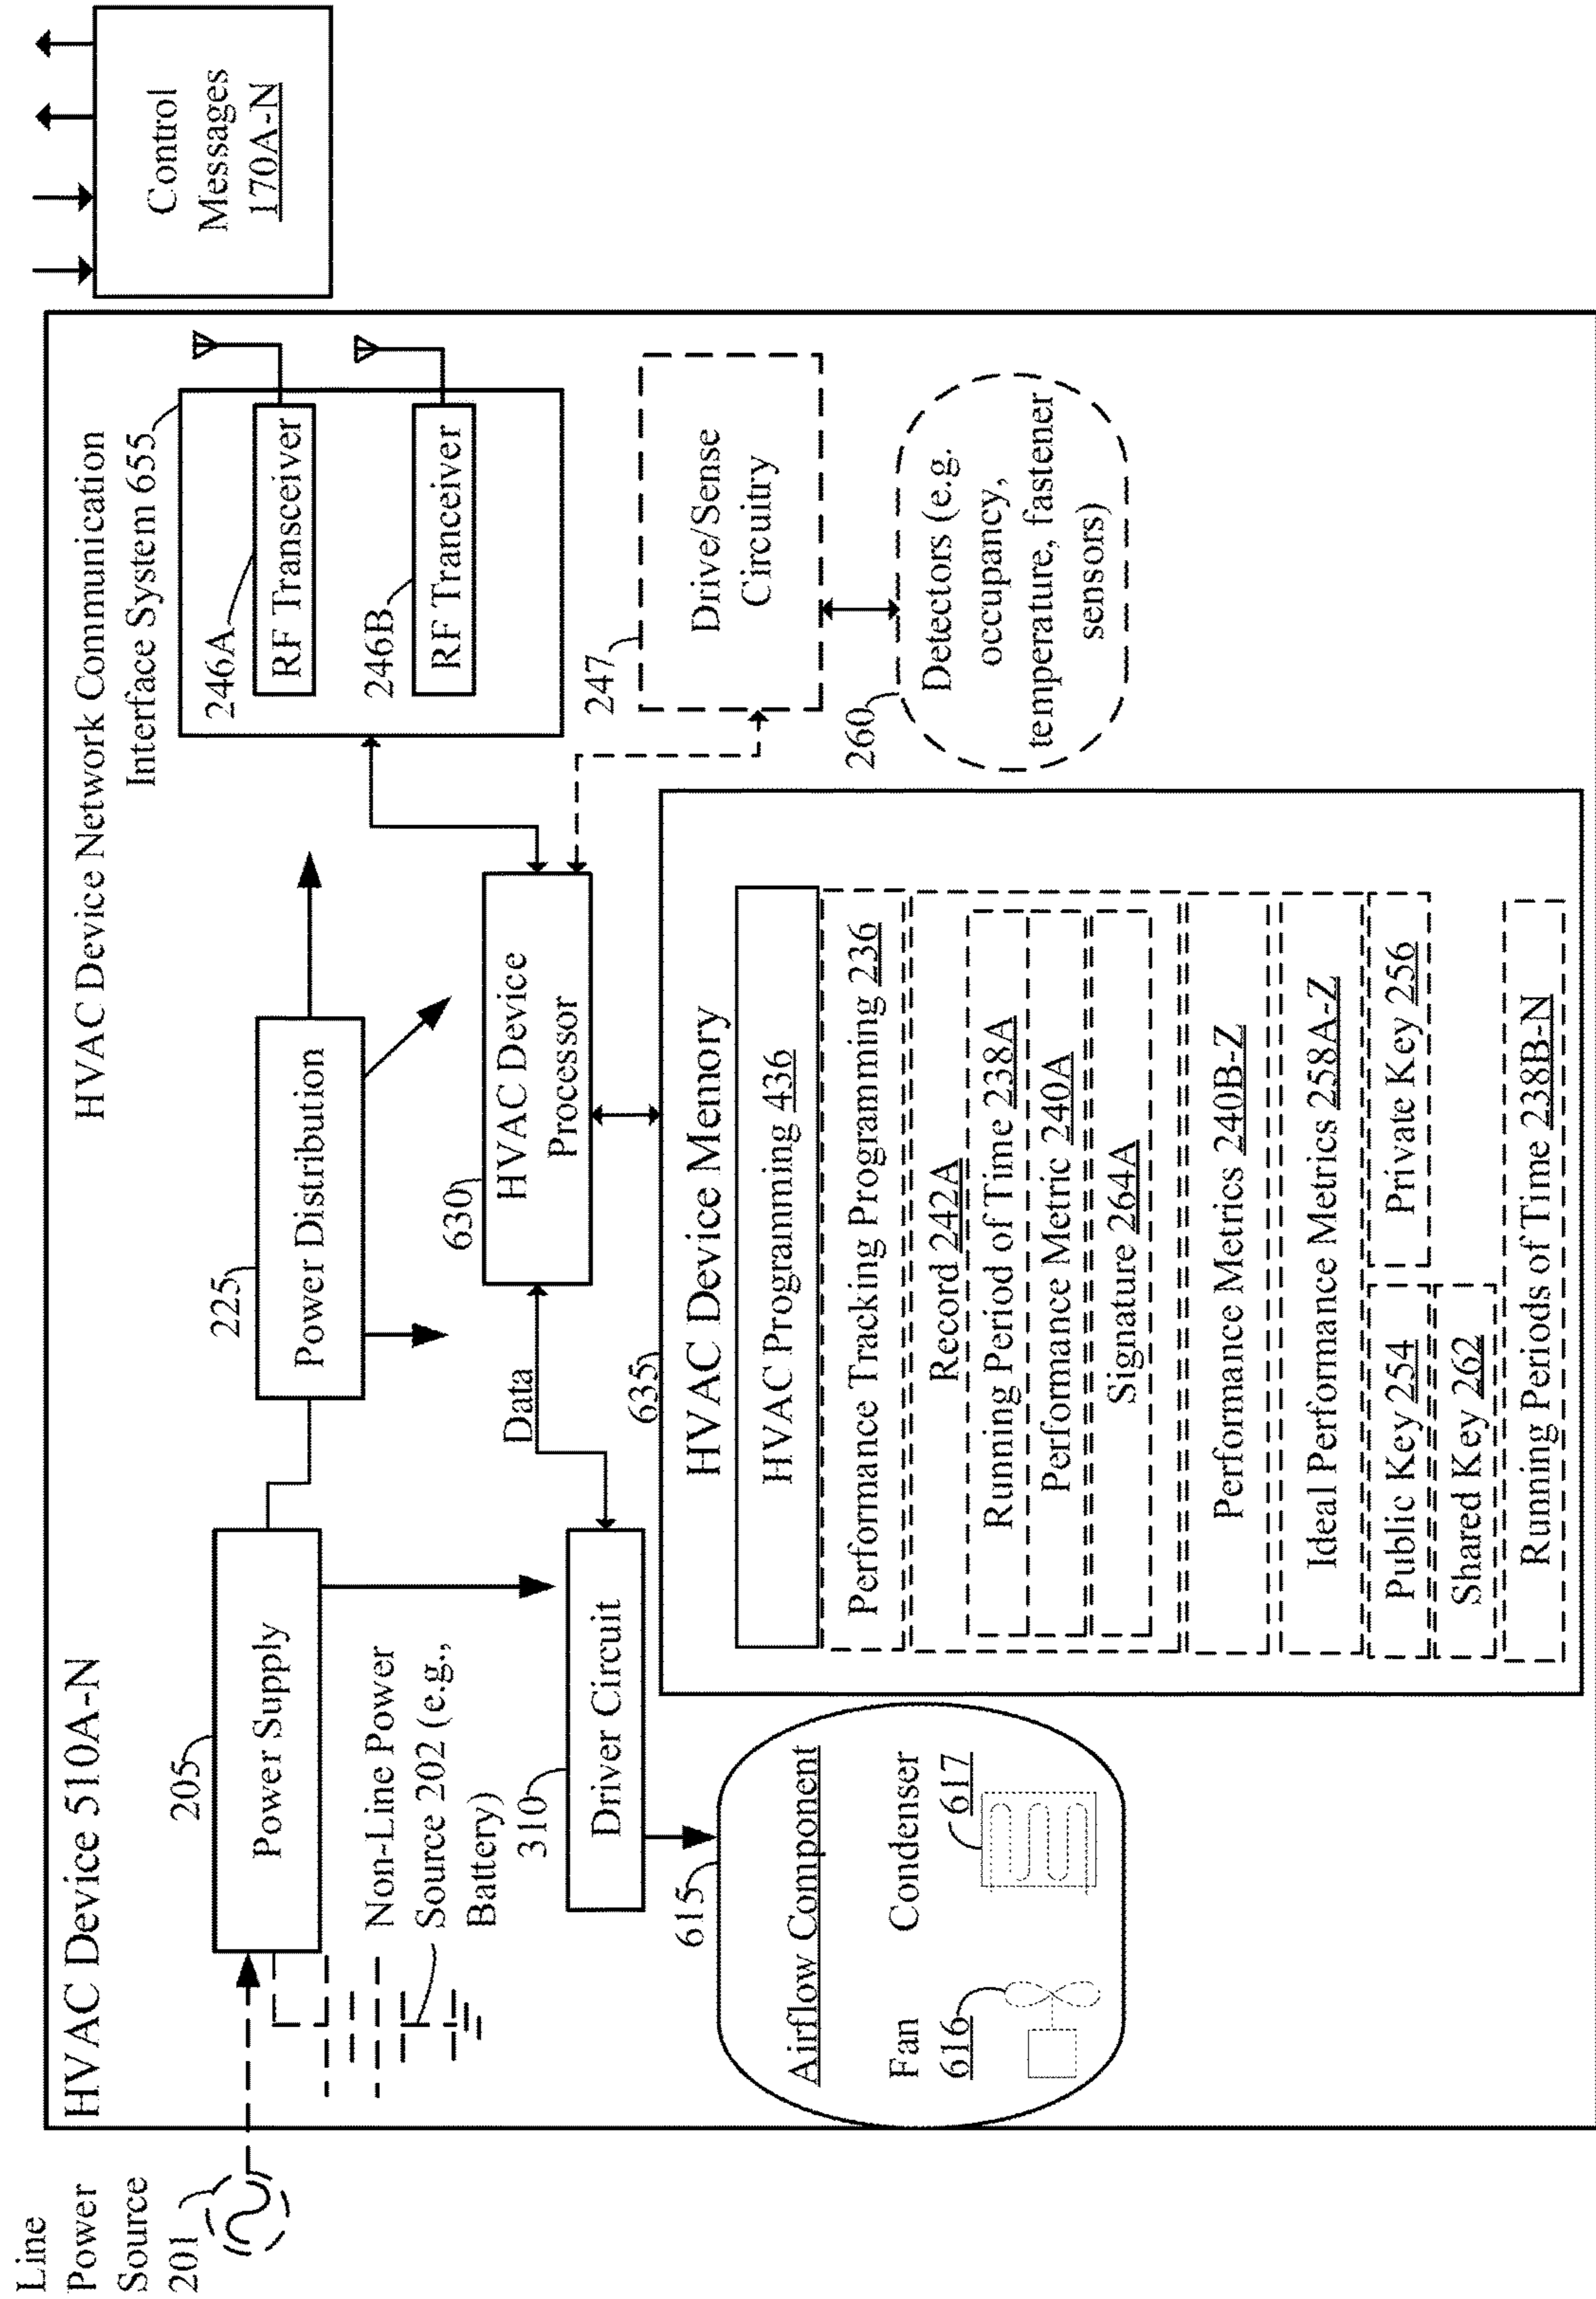 Line
Power
Source
201
HVAC Device 510A-N
205
Power Supply
Non-Line Power
Source 202 (e.g.,
Battery)
225
Power Distribution
HVAC Device Network Communication
Interface System 655
246A
RF Transceiver
246B
RF Tranceiver
Control
Messages
170A-N
310
Driver Circuit
Data
630
HVAC Device
Processor
247
Drive/Sense
Circuitry
260
Detectors (e.g.
occupancy,
temperature, fastener
sensors)
615
Airflow Component
Fan
616
Condenser
617
635
HVAC Device Memory
HVAC Programming 436
Performance Tracking Programming 236
Record 242A
Running Period of Time 238A
Performance Metric 240A
Signature 264A
Performance Metrics 240B-Z
Ideal Performance Metrics 258A-Z
Public Key 254
Private Key 256
Shared Key 262
Running Periods of Time 238B-N